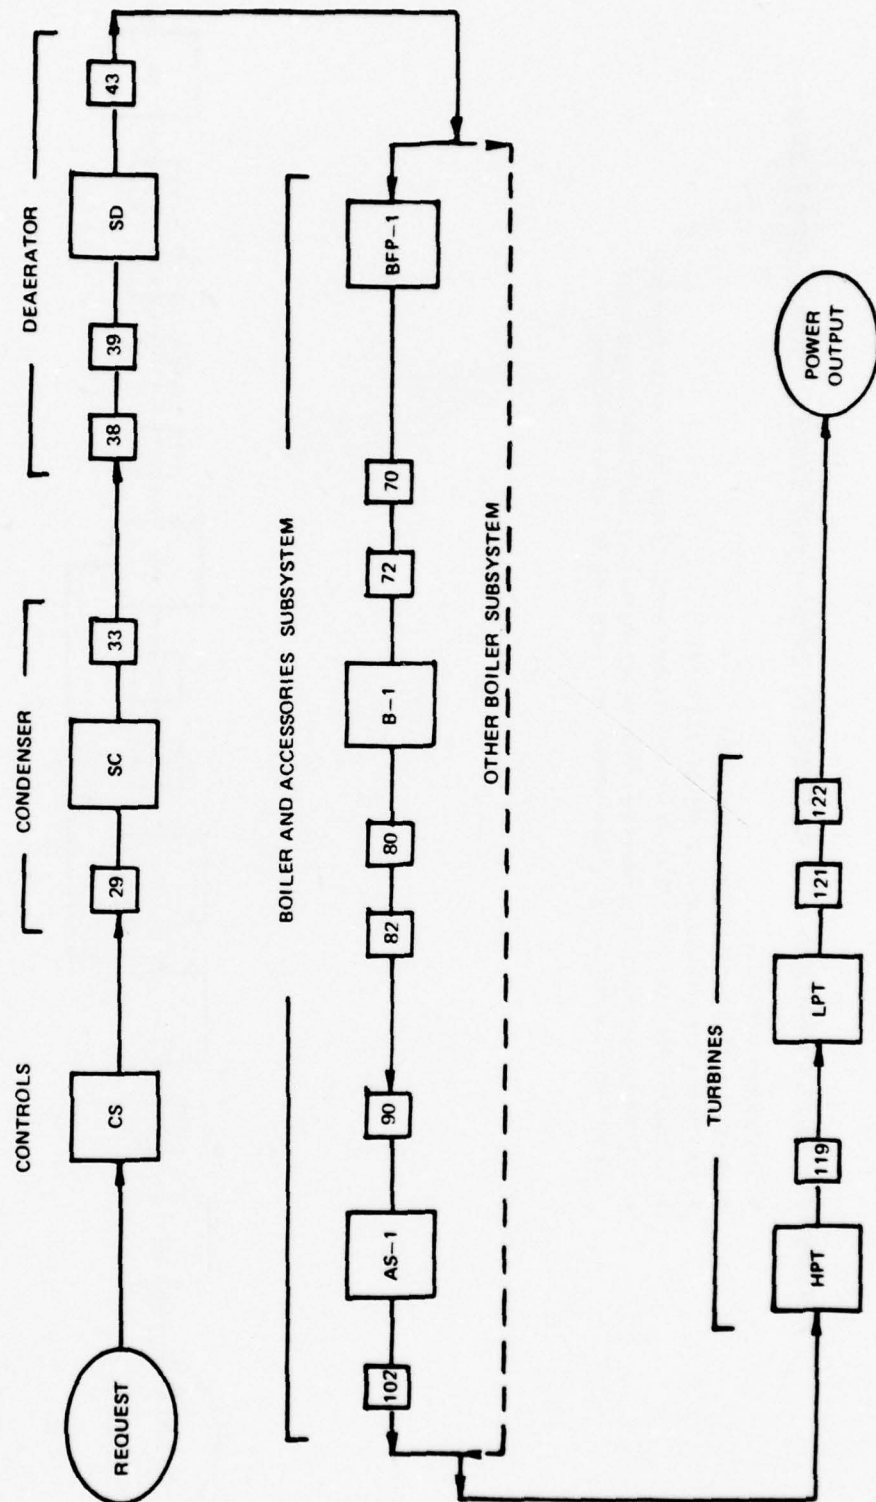 CONTROLS
CONDENSER
DEAERATOR
REQUEST
CS
29
SC
33
38
39
SD
43
BOILER AND ACCESSORIES SUBSYSTEM
102
AS-1
90
82
80
B-1
72
70
BFP-1
OTHER BOILER SUBSYSTEM
TURBINES
HPT
119
LPT
121
122
POWER
OUTPUT